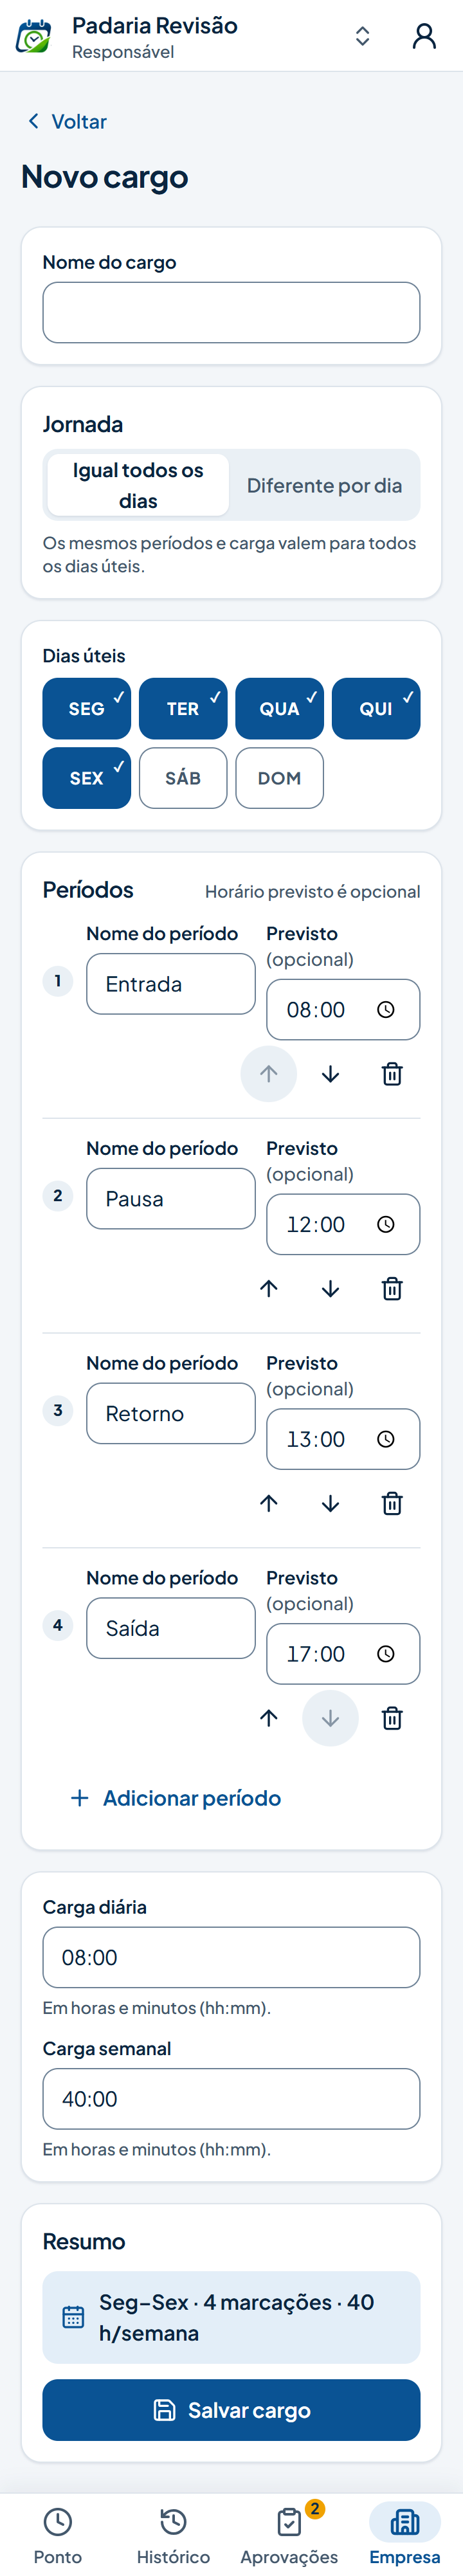 Padaria Revisão
Responsável
Voltar
Novo cargo
Nome do cargo
Jornada
Igual todos os
dias
Diferente por dia
Os mesmos períodos e carga valem para todos
os dias úteis.
Dias úteis
SEG
TER
QUA
QUI
SEX
SÁB
DOM
Períodos
Horário previsto é opcional
Nome do período
Previsto
(opcional)
1
Entrada
08:00
Nome do período
Previsto
(opcional)
2
Pausa
12:00
Nome do período
Previsto
(opcional)
3
Retorno
13:00
Nome do período
Previsto
(opcional)
4
Saída
17:00
Adicionar período
Carga diária
08:00
Em horas e minutos (hh:mm).
Carga semanal
40:00
Em horas e minutos (hh:mm).
Resumo
Seg–Sex · 4 marcações · 40
h/semana
Salvar cargo
2
Ponto
Histórico
Aprovações
Empresa